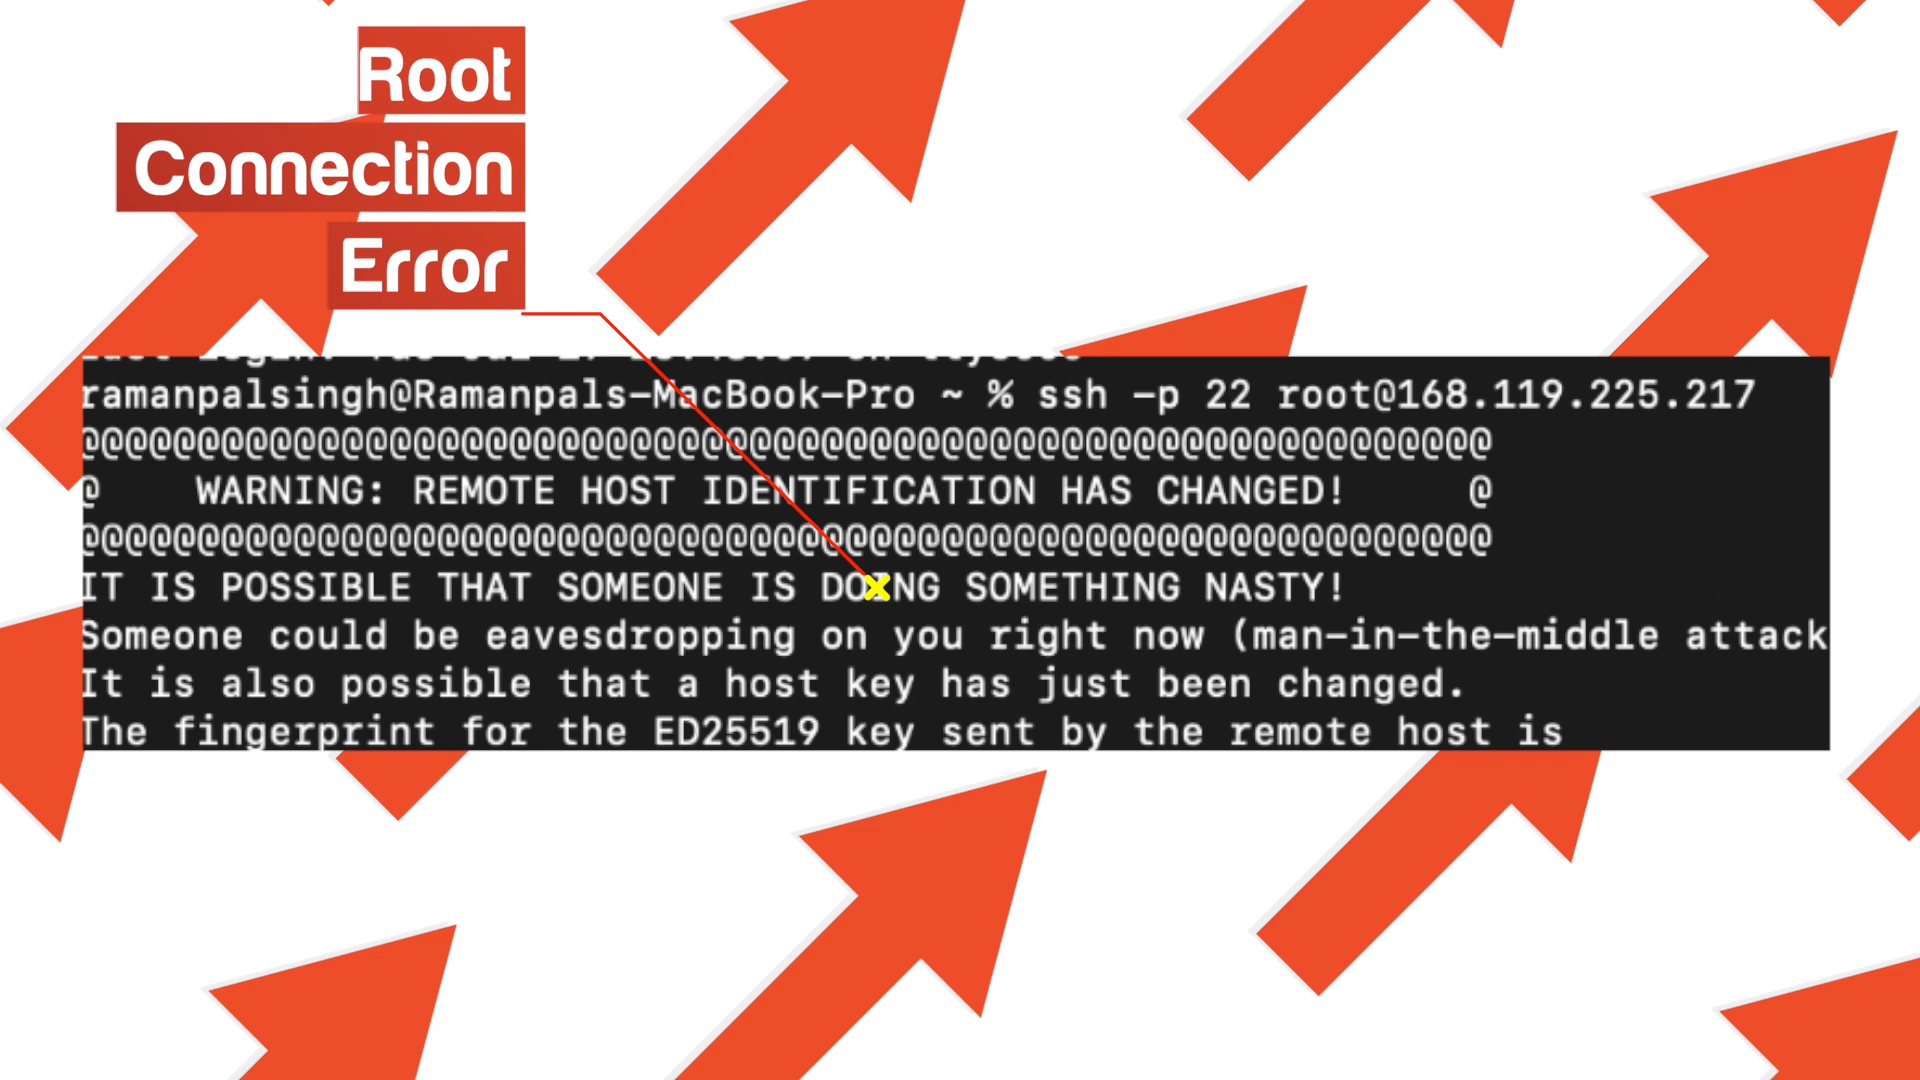 Root
Connection
Error
ramanpalsingh@Ramanpals-MacBook-Pro ~ % ssh -p 22 root@168.119.225.217
@@@@@@@@@@@@@@@@@@@@@@@@@@@@@@@@@@@@@@@@@@@@@@@@@@@@@@@@@@@
@    WARNING: REMOTE HOST IDENTIFICATION HAS CHANGED!     @
@@@@@@@@@@@@@@@@@@@@@@@@@@@@@@@@@@@@@@@@@@@@@@@@@@@@@@@@@@@
IT IS POSSIBLE THAT SOMEONE IS DOING SOMETHING NASTY!
Someone could be eavesdropping on you right now (man-in-the-middle attack
It is also possible that a host key has just been changed.
The fingerprint for the ED25519 key sent by the remote host is